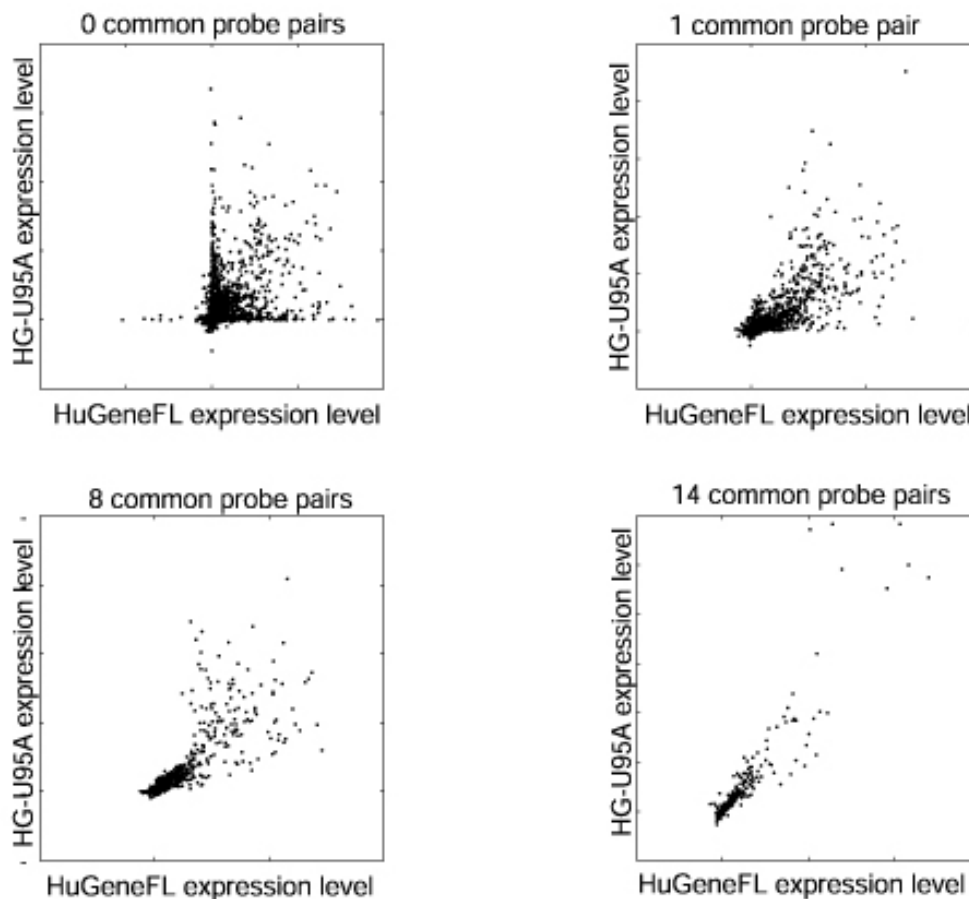 0 common probe pairs
HG-U95A expression level
HuGeneFL expression level
1 common probe pair
HG-U95A expression level
HuGeneFL expression level
8 common probe pairs
HG-U95A expression level
HuGeneFL expression level
14 common probe pairs
HG-U95A expression level
HuGeneFL expression level